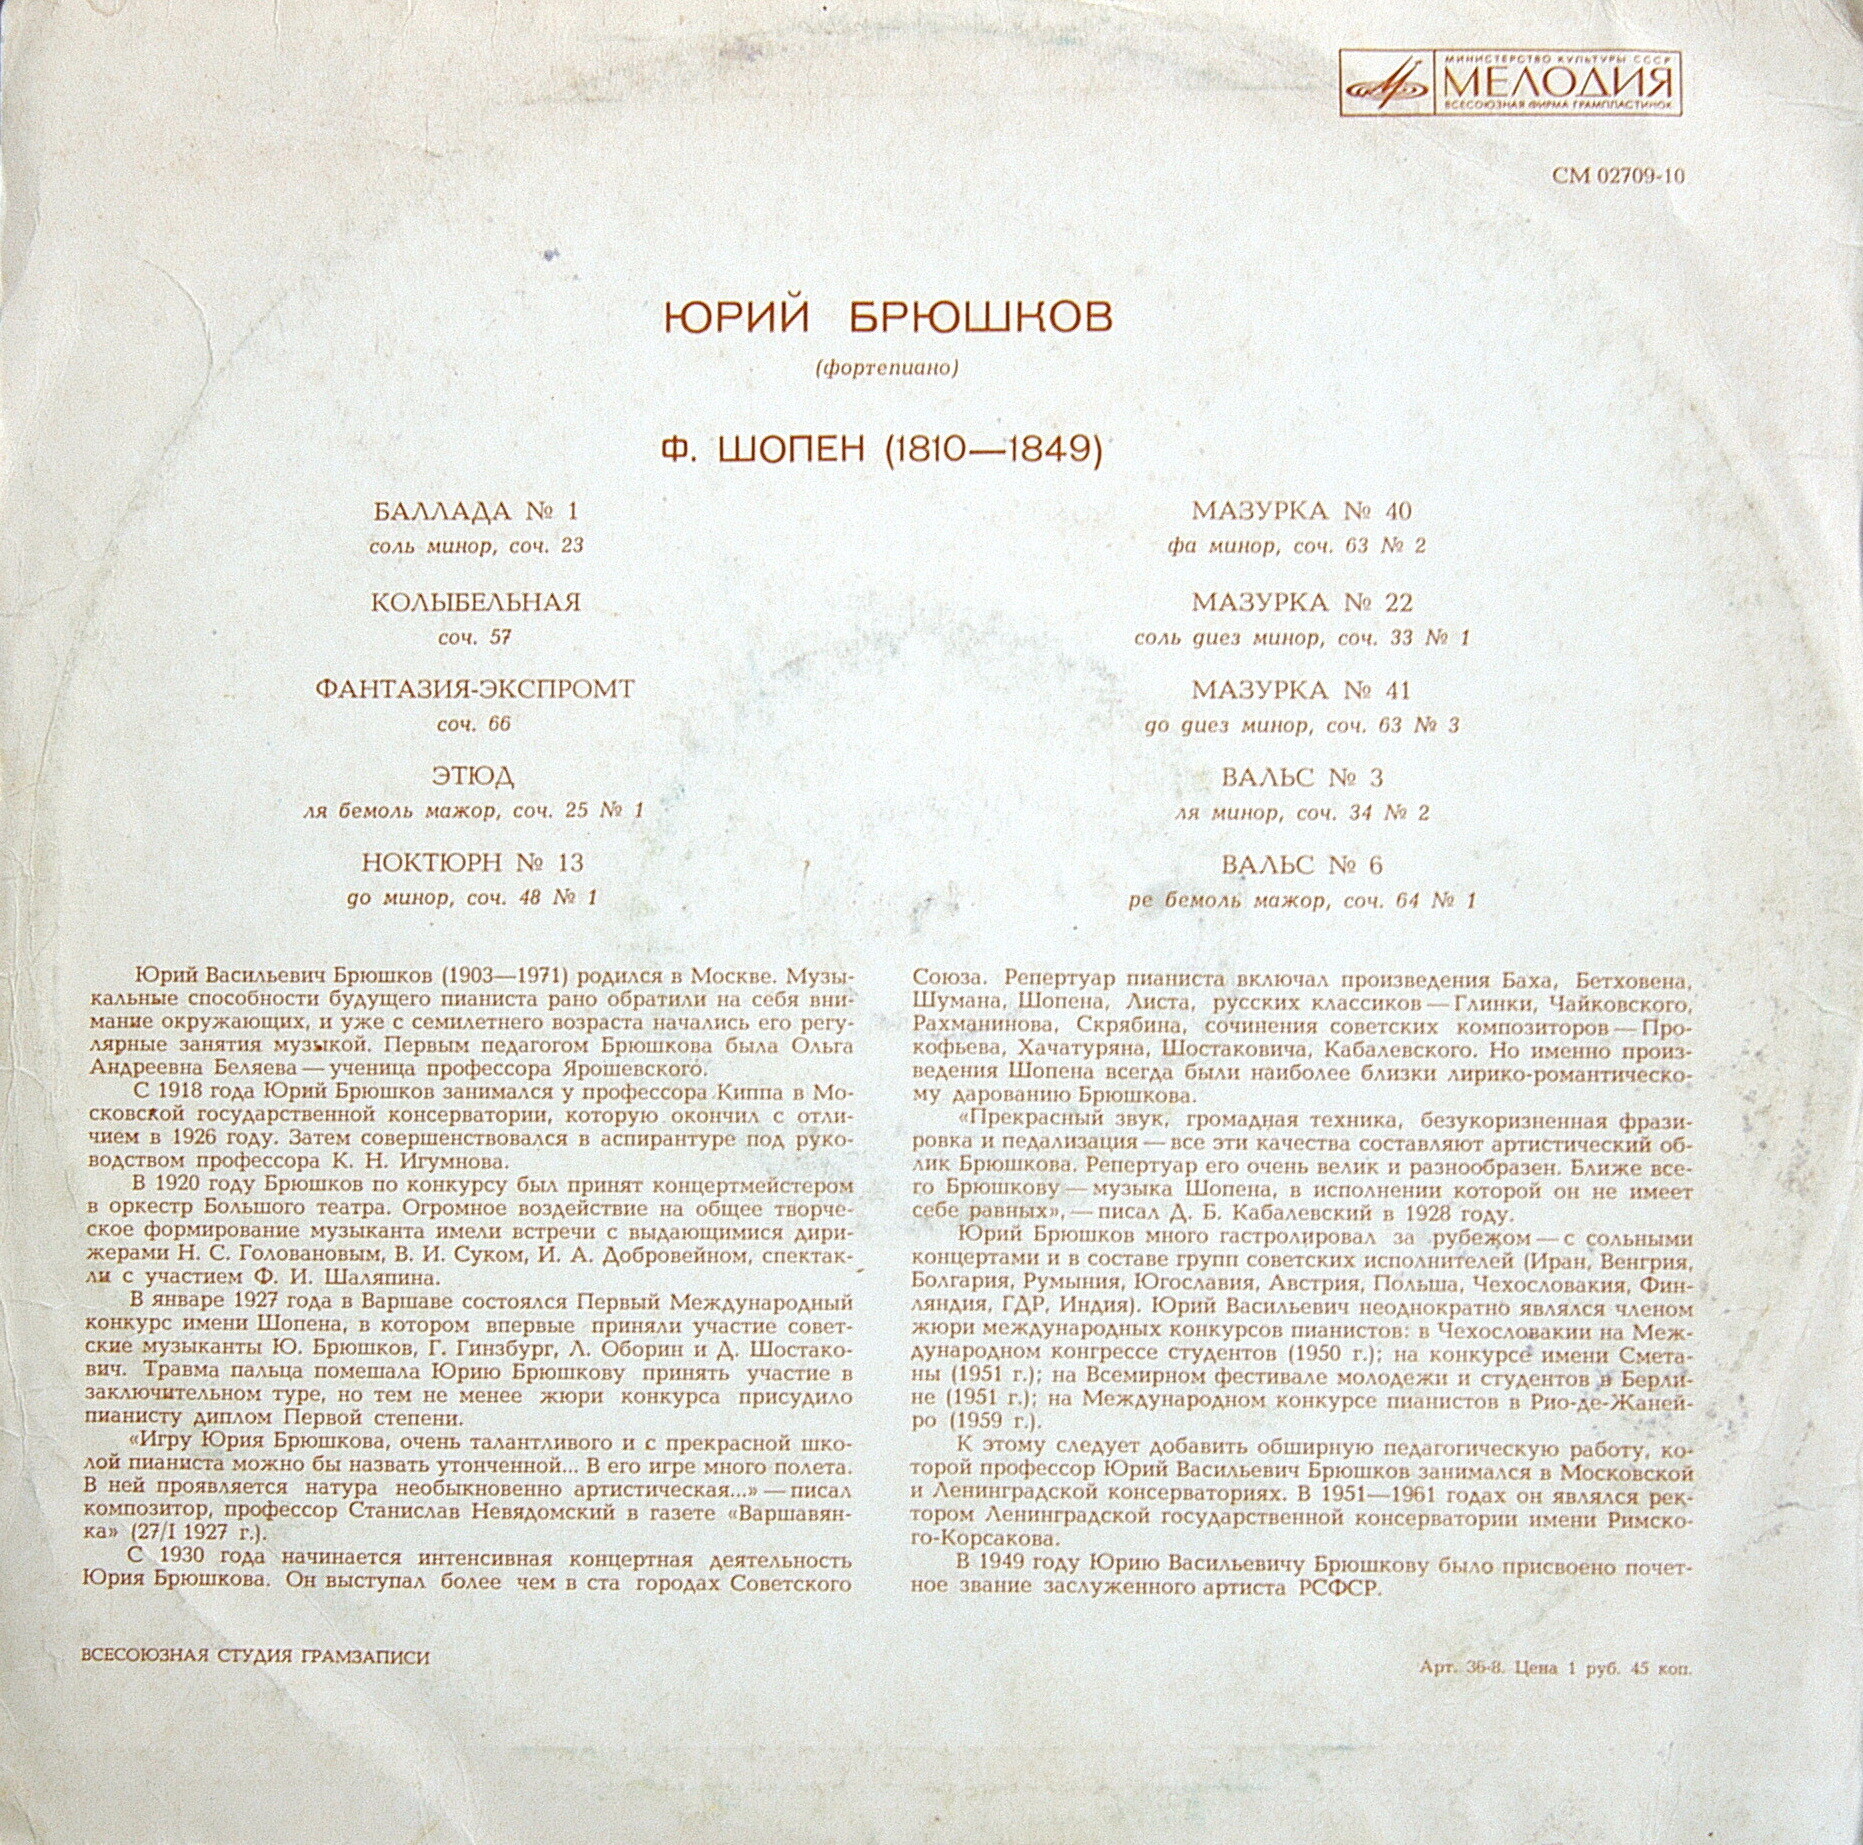 МИНИСТЕРСТВО КУЛЬТУРЫ СССР
МЕЛОДИЯ
ВСЕСОЮЗНАЯ ФИРМА ГРАМПЛАСТИНОК
СМ 02709-10
ЮРИЙ БРЮШКОВ
(фортепиано)
Ф. ШОПЕН (1810—1849)
БАЛЛАДА № 1
соль минор, соч. 23
КОЛЫБЕЛЬНАЯ
соч. 57
ФАНТАЗИЯ-ЭКСПРОМТ
соч. 66
ЭТЮД
ля бемоль мажор, соч. 25 № 1
НОКТЮРН № 13
до минор, соч. 48 № 1
МАЗУРКА № 40
фа минор, соч. 63 № 2
МАЗУРКА № 22
соль диез минор, соч. 33 № 1
МАЗУРКА № 41
до диез минор, соч. 63 № 3
ВАЛЬС № 3
ля минор, соч. 34 № 2
ВАЛЬС № 6
ре бемоль мажор, соч. 64 № 1
Юрий Васильевич Брюшков (1903—1971) родился в Москве. Музы-
кальные способности будущего пианиста рано обратили на себя вни-
мание окружающих, и уже с семилетнего возраста начались его регу-
лярные занятия музыкой. Первым педагогом Брюшкова была Ольга
Андреевна Беляева — ученица профессора Ярошевского.
С 1918 года Юрий Брюшков занимался у профессора Киппа в Мо-
сковской государственной консерватории, которую окончил с отли-
чием в 1926 году. Затем совершенствовался в аспирантуре под руко-
водством профессора К. Н. Игумнова.
В 1920 году Брюшков по конкурсу был принят концертмейстером
в оркестр Большого театра. Огромное воздействие на общее творче-
ское формирование музыканта имели встречи с выдающимися дири-
жерами Н. С. Головановым, В. И. Суком, И. А. Добровейном, спектак-
ли с участием Ф. И. Шаляпина.
В январе 1927 года в Варшаве состоялся Первый Международный
конкурс имени Шопена, в котором впервые приняли участие совет-
ские музыканты Ю. Брюшков, Г. Гинзбург, Л. Оборин и Д. Шостако-
вич. Травма пальца помешала Юрию Брюшкову принять участие в
заключительном туре, но тем не менее жюри конкурса присудило
пианисту диплом Первой степени.
«Игру Юрия Брюшкова, очень талантливого и с прекрасной шко-
лой пианиста можно бы назвать утонченной... В его игре много полета.
В ней проявляется натура необыкновенно артистическая...» — писал
композитор, профессор Станислав Невядомский в газете «Варшавян-
ка» (27/I 1927 г.).
С 1930 года начинается интенсивная концертная деятельность
Юрия Брюшкова. Он выступал более чем в ста городах Советского
Союза. Репертуар пианиста включал произведения Баха, Бетховена,
Шумана, Шопена, Листа, русских классиков — Глинки, Чайковского,
Рахманинова, Скрябина, сочинения советских композиторов — Про-
кофьева, Хачатуряна, Шостаковича, Кабалевского. Но именно произ-
ведения Шопена всегда были наиболее близки лирико-романтическо-
му дарованию Брюшкова.
«Прекрасный звук, громадная техника, безукоризненная фрази-
ровка и педализация — все эти качества составляют артистический об-
лик Брюшкова. Репертуар его очень велик и разнообразен. Ближе все-
го Брюшкову — музыка Шопена, в исполнении которой он не имеет
себе равных», — писал Д. Б. Кабалевский в 1928 году.
Юрий Брюшков много гастролировал за рубежом — с сольными
концертами и в составе групп советских исполнителей (Иран, Венгрия,
Болгария, Румыния, Югославия, Австрия, Польша, Чехословакия, Фин-
ляндия, ГДР, Индия). Юрий Васильевич неоднократно являлся членом
жюри международных конкурсов пианистов: в Чехословакии на Меж-
дународном конгрессе студентов (1950 г.); на конкурсе имени Смета-
ны (1951 г.); на Всемирном фестивале молодежи и студентов в Берли-
не (1951 г.); на Международном конкурсе пианистов в Рио-де-Жаней-
ро (1959 г.).
К этому следует добавить обширную педагогическую работу, ко-
торой профессор Юрий Васильевич Брюшков занимался в Московской
и Ленинградской консерваториях. В 1951—1961 годах он являлся рек-
тором Ленинградской государственной консерватории имени Римско-
го-Корсакова.
В 1949 году Юрию Васильевичу Брюшкову было присвоено почет-
ное звание заслуженного артиста РСФСР.
ВСЕСОЮЗНАЯ СТУДИЯ ГРАМЗАПИСИ
Арт. 36-8. Цена 1 руб. 45 коп.